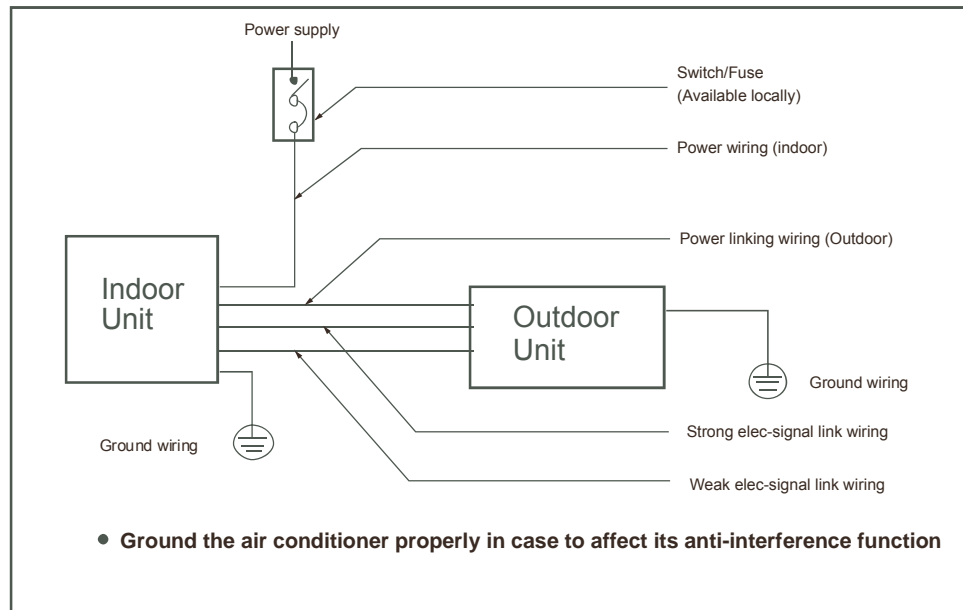 Power supply
Switch/Fuse
(Available locally)
Power wiring (indoor)
Power linking wiring (Outdoor)
Indoor
Unit
Outdoor
Unit
Ground wiring
Ground wiring
Strong elec-signal link wiring
Weak elec-signal link wiring
● Ground the air conditioner properly in case to affect its anti-interference function